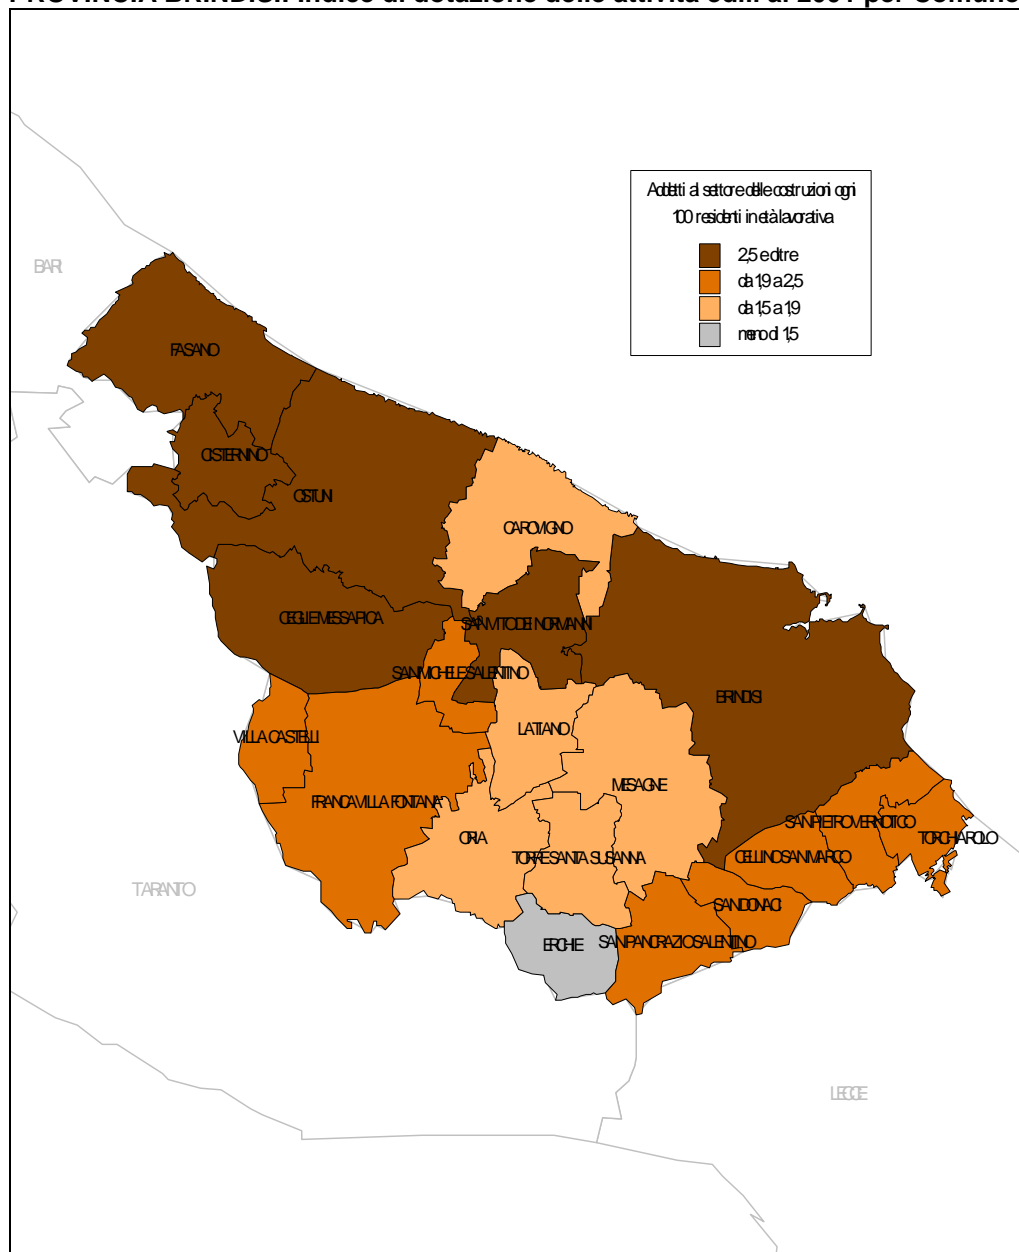 PROVINCIA BRINDISI. Indice di dotazione delle attività edili al 2001 per Comune
Addetti al settore delle costruzioni ogni
100 residenti in età lavorativa
2,5 ed oltre
da 1,9 a 2,5
da 1,5 a 1,9
meno di 1,5
BARI
FASANO
CISTERNINO
OSTUNI
CAROVIGNO
CEGLIE MESSAPICA
SAN VITO DEI NORMANNI
SAN MICHELE SALENTINO
BRINDISI
LATIANO
VILLA CASTELLI
MESAGNE
FRANCAVILLA FONTANA
SAN PIETRO VERNOTICO
ORIA
TORCHIAROLO
TORRE SANTA SUSANNA
CELLINO SAN MARCO
TARANTO
SAN DONACI
ERCHIE
SAN PANCRAZIO SALENTINO
LECCE